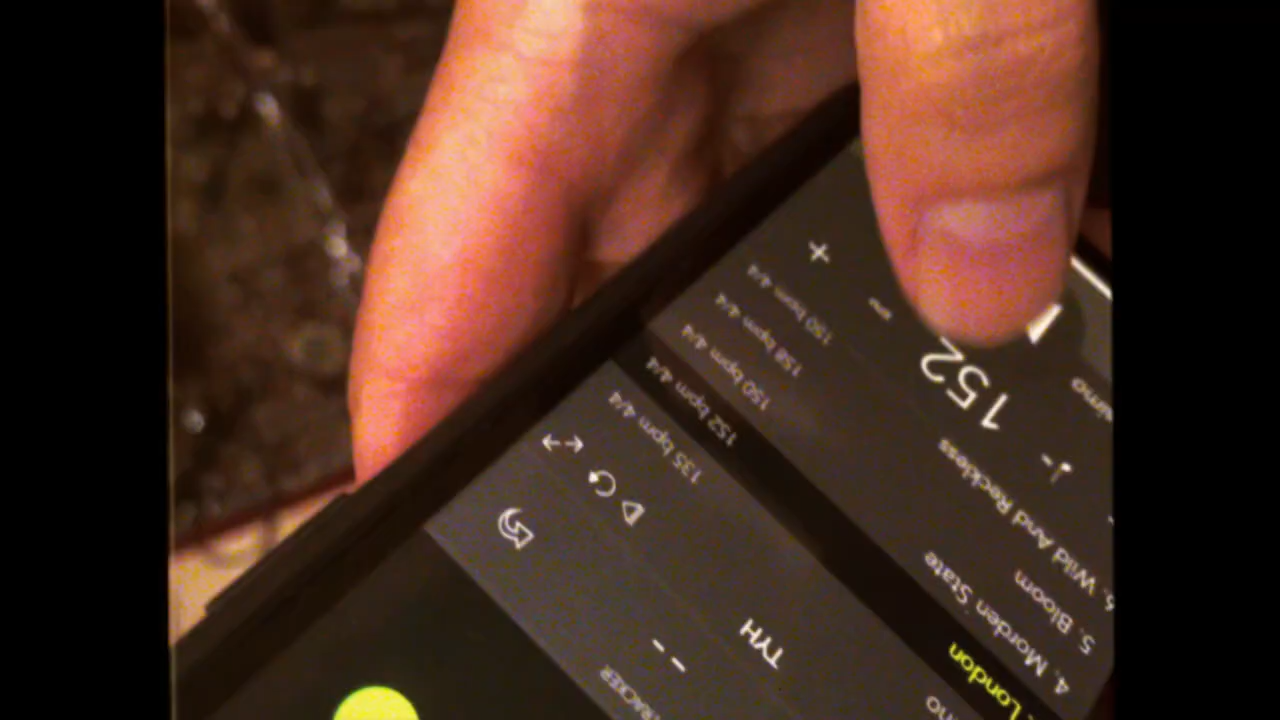 TRACKER
--
TYH
135 bpm 4/4
London 152 bpm 4/4
4. Morden State 150 bpm 4/4
5. Bloom 158 bpm 4/4
6. Wild And Reckless 150 bpm 4/4
152 +